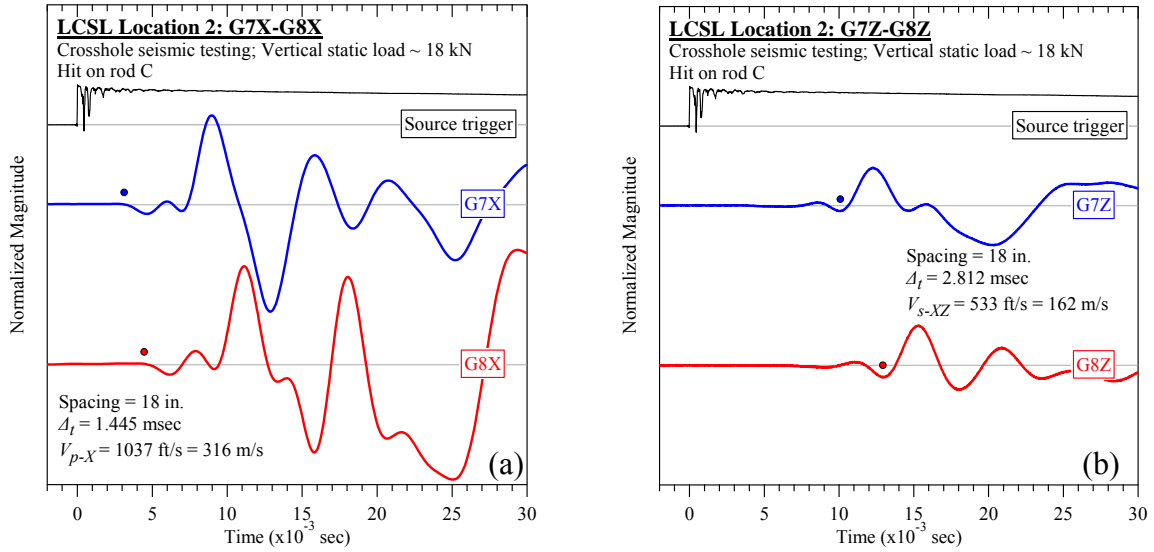 LCSL Location 2: G7X-G8X
Crosshole seismic testing; Vertical static load ~ 18 kN
Hit on rod C
Source trigger
G7X
G8X
Spacing = 18 in.
Δt = 1.445 msec
Vp-X = 1037 ft/s = 316 m/s
(a)
Normalized Magnitude
0 5 10 15 20 25 30
Time (x10-3 sec)
LCSL Location 2: G7Z-G8Z
Crosshole seismic testing; Vertical static load ~ 18 kN
Hit on rod C
Source trigger
G7Z
Spacing = 18 in.
Δt = 2.812 msec
Vs-XZ = 533 ft/s = 162 m/s
G8Z
(b)
Normalized Magnitude
0 5 10 15 20 25 30
Time (x10-3 sec)